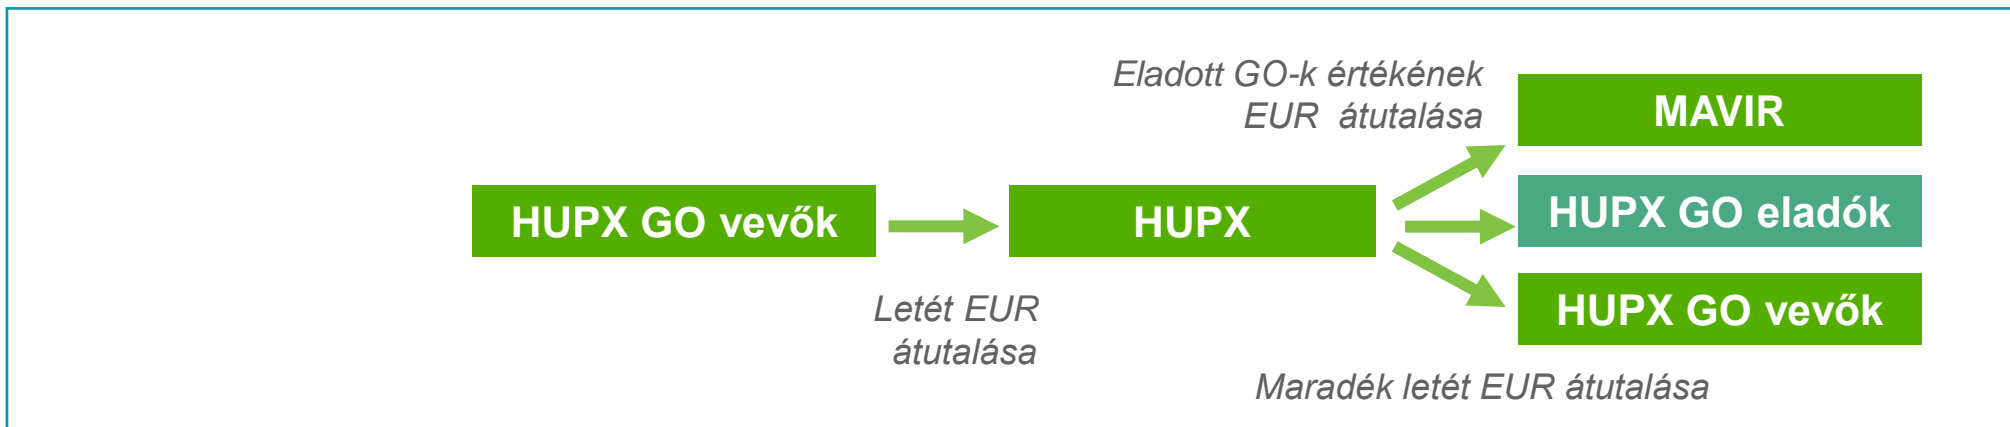 Eladott GO-k értékének
EUR átutalása
MAVIR
HUPX GO vevők
HUPX
HUPX GO eladók
HUPX GO vevők
Letét EUR
átutalása
Maradék letét EUR átutalása